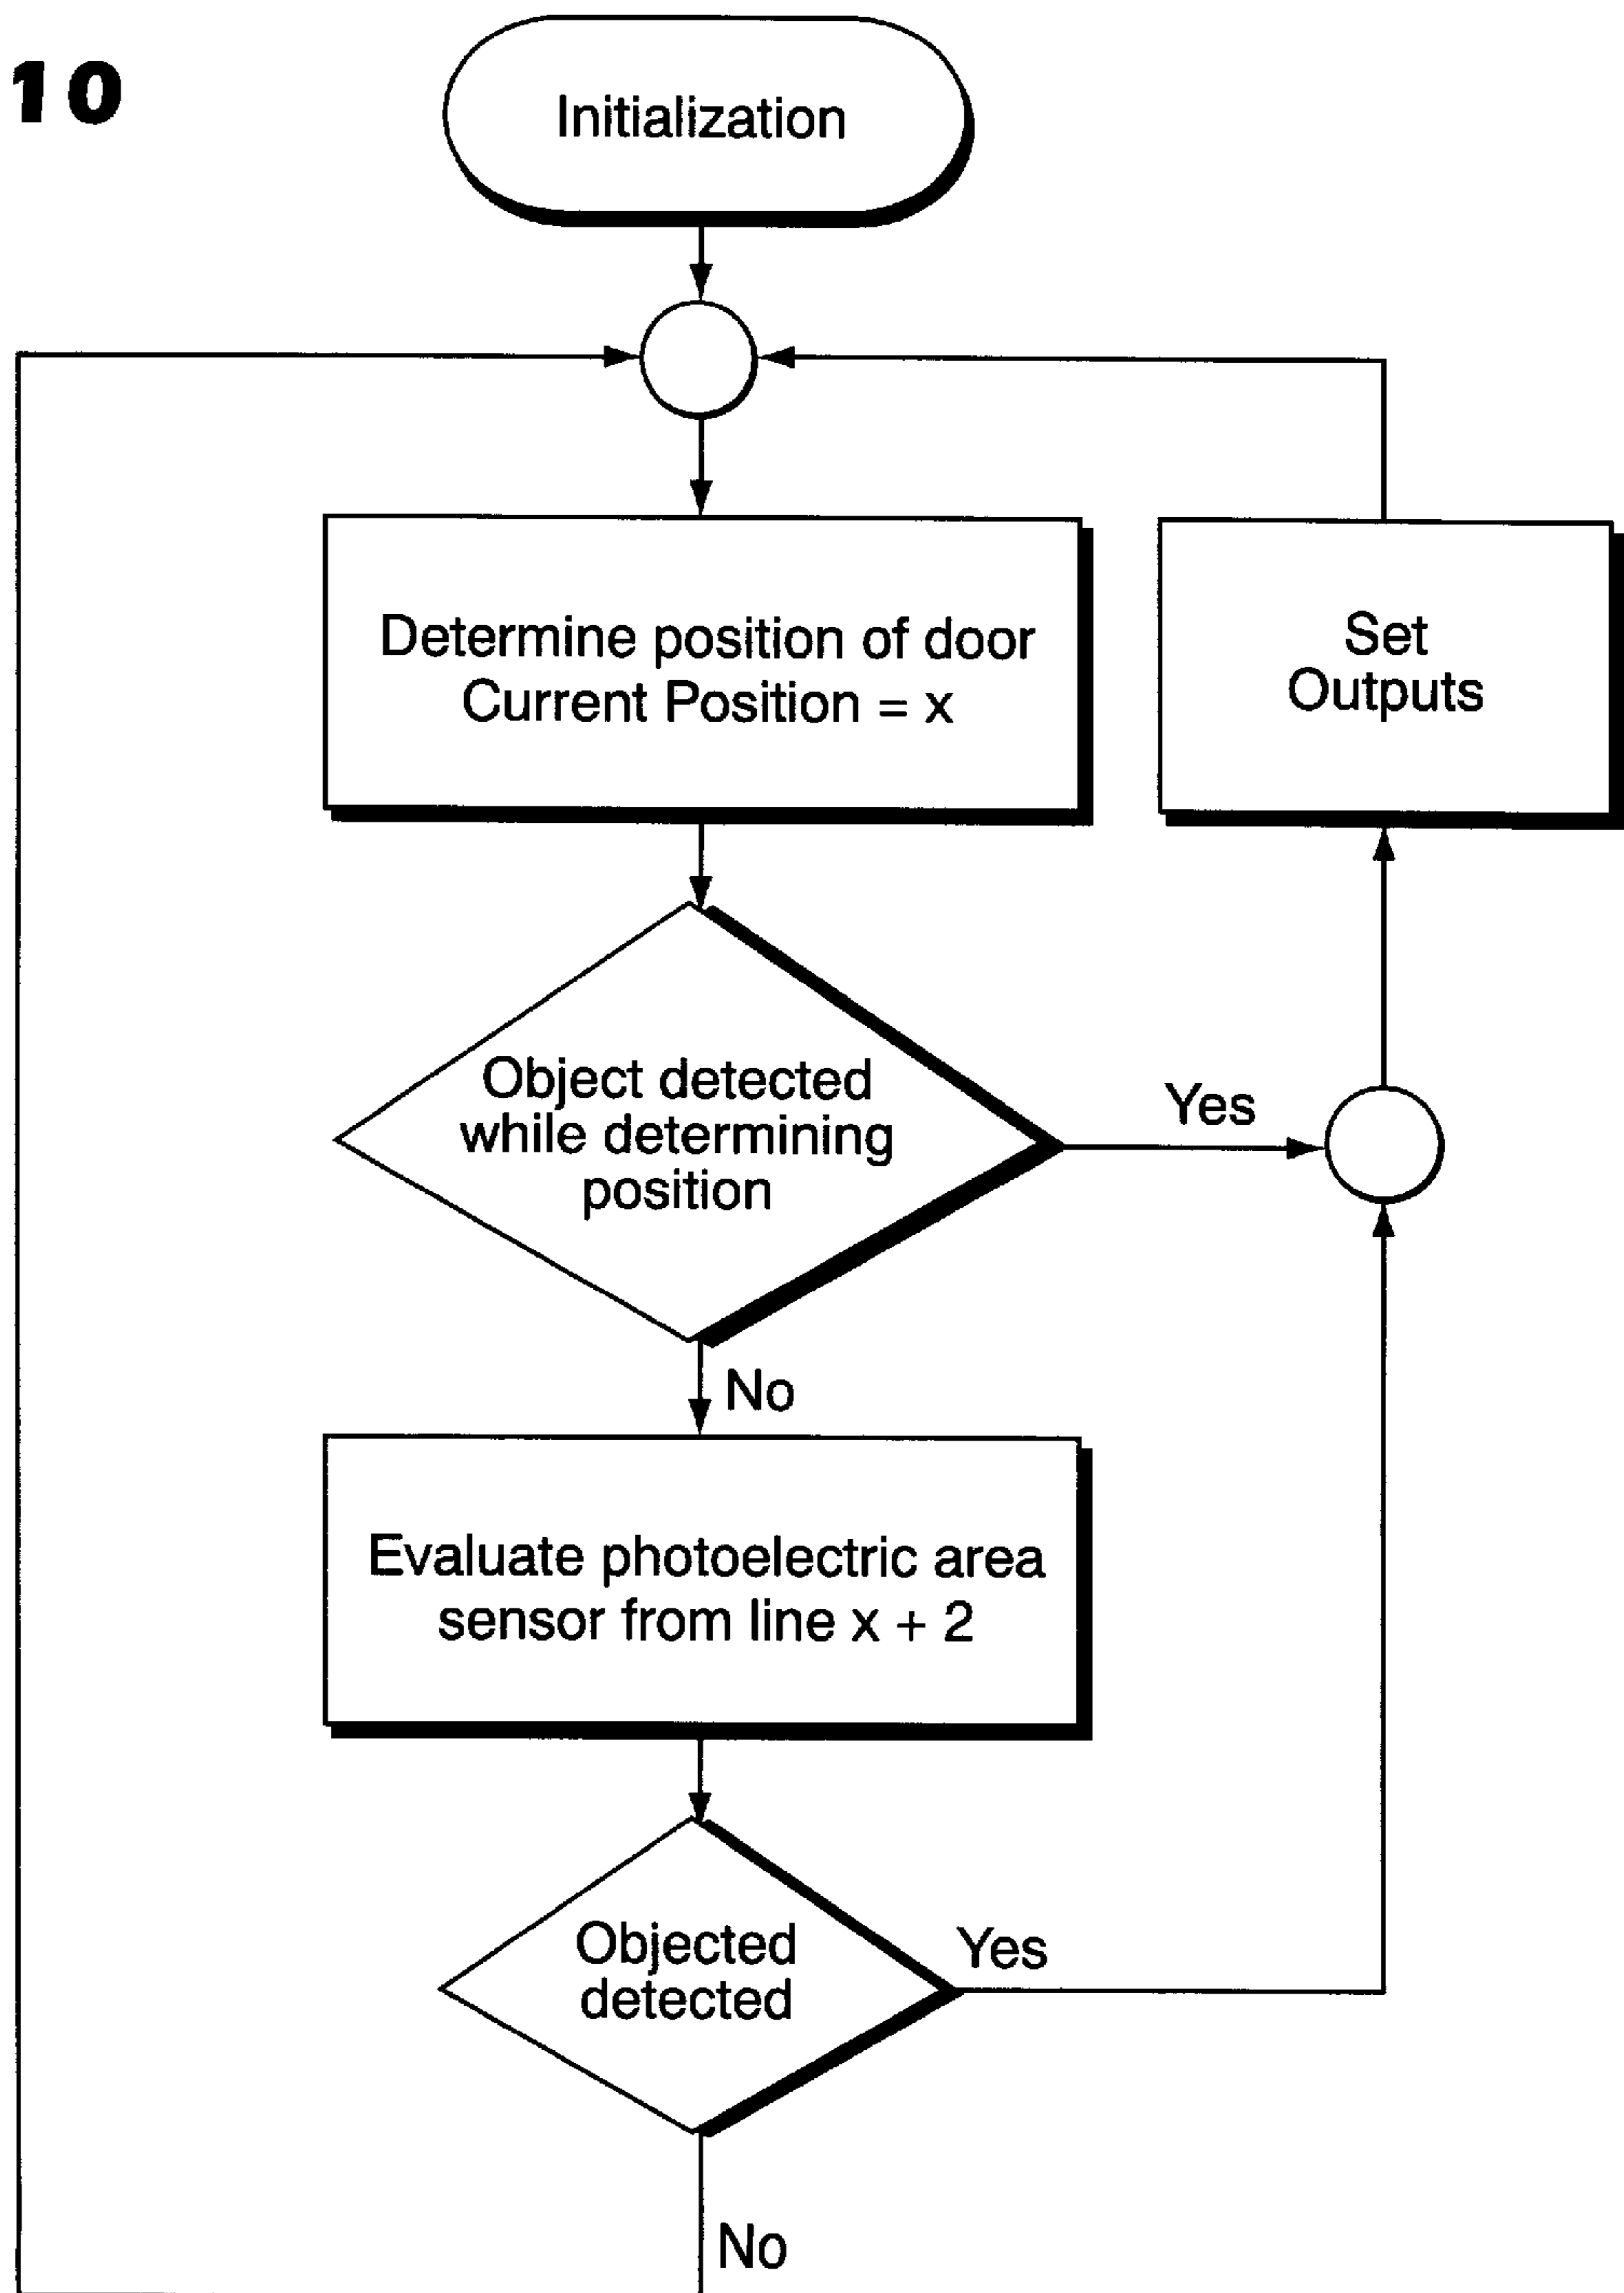 10
Initialization
Determine position of door
Current Position = x
Set
Outputs
Object detected
while determining
position
Yes
No
Evaluate photoelectric area
sensor from line x + 2
Objected
detected
Yes
No